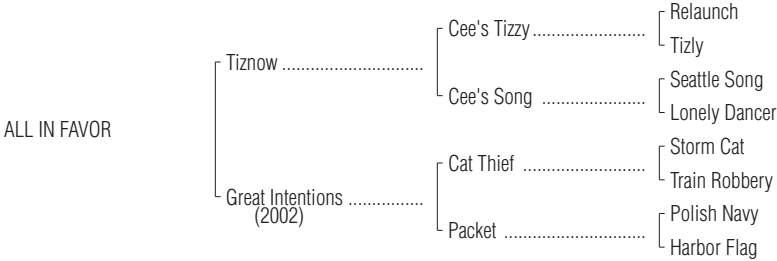 Relaunch
Cee's Tizzy
Tizly
Tiznow
Seattle Song
Cee's Song
Lonely Dancer
ALL IN FAVOR
Storm Cat
Cat Thief
Train Robbery
Great Intentions
(2002)
Polish Navy
Packet
Harbor Flag